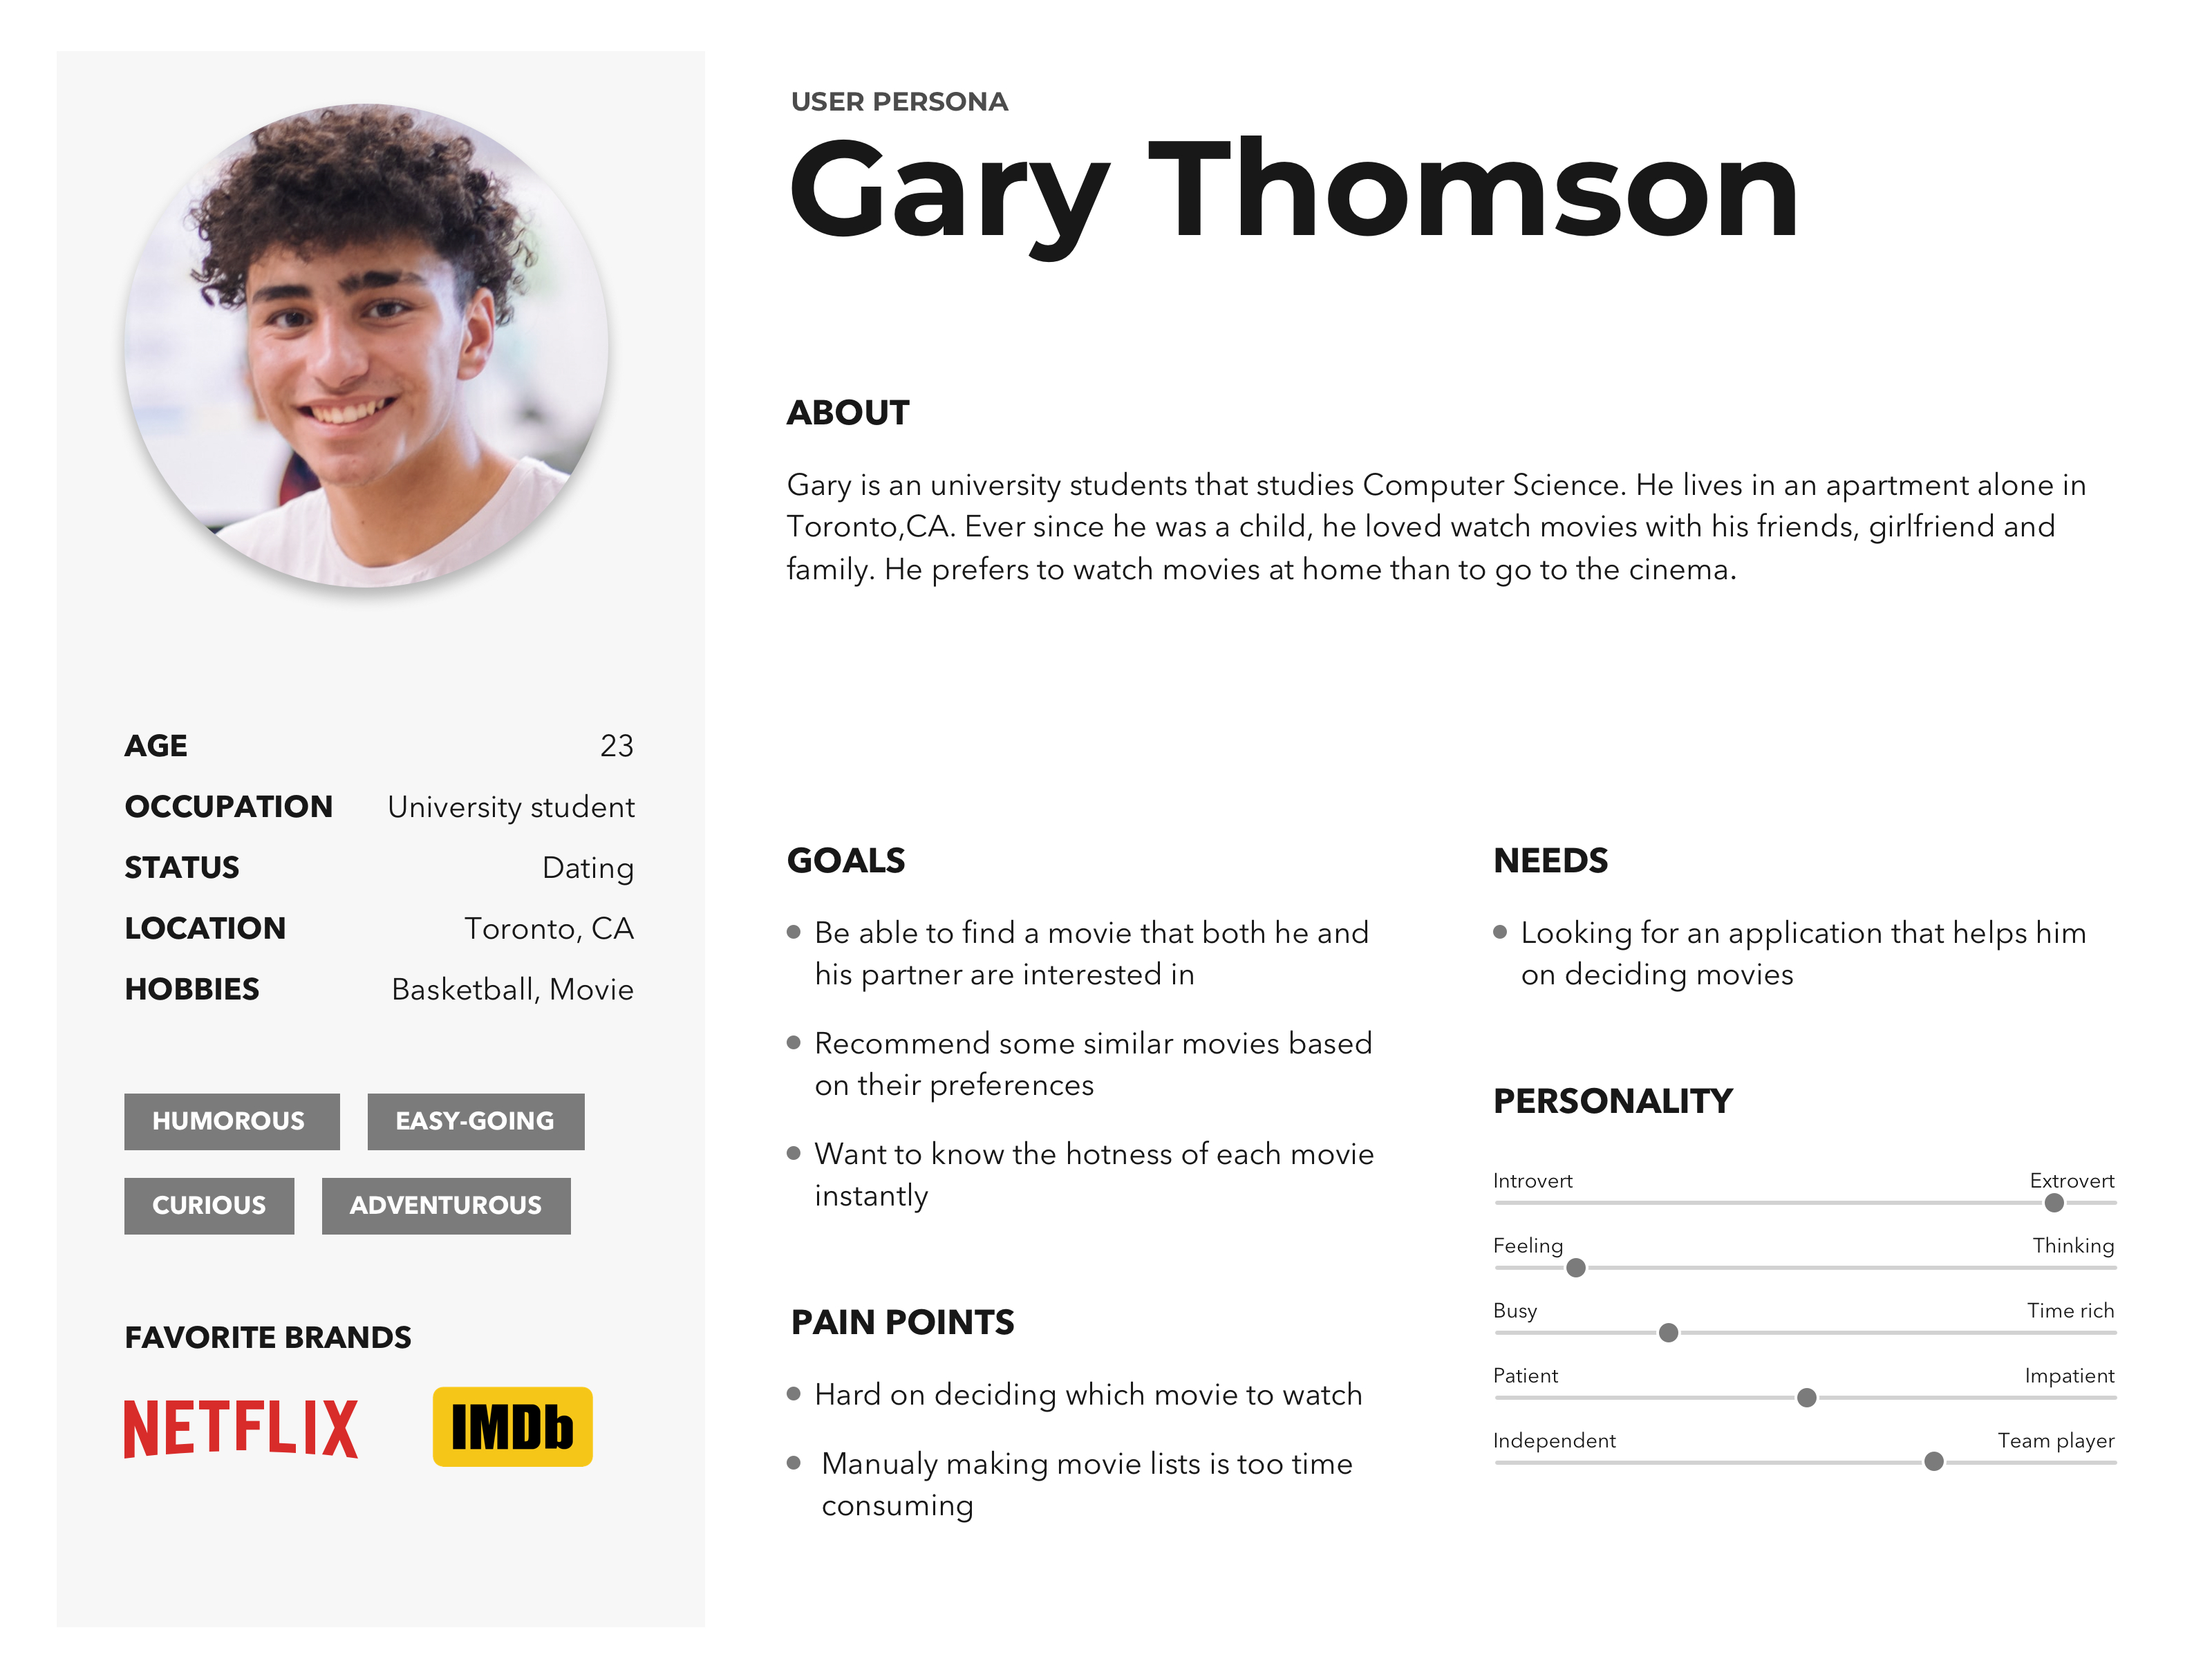 USER PERSONA
Gary Thomson
ABOUT
Gary is an university students that studies Computer Science. He lives in an apartment alone in
Toronto,CA. Ever since he was a child, he loved watch movies with his friends, girlfriend and
family. He prefers to watch movies at home than to go to the cinema.
AGE 23
OCCUPATION University student
STATUS Dating
LOCATION Toronto, CA
HOBBIES Basketball, Movie
HUMOROUS EASY-GOING
CURIOUS ADVENTUROUS
FAVORITE BRANDS
NETFLIX IMDb
GOALS
Be able to find a movie that both he and
his partner are interested in
Recommend some similar movies based
on their preferences
Want to know the hotness of each movie
instantly
PAIN POINTS
Hard on deciding which movie to watch
Manualy making movie lists is too time
consuming
NEEDS
Looking for an application that helps him
on deciding movies
PERSONALITY
Introvert Extrovert
Feeling Thinking
Busy Time rich
Patient Impatient
Independent Team player